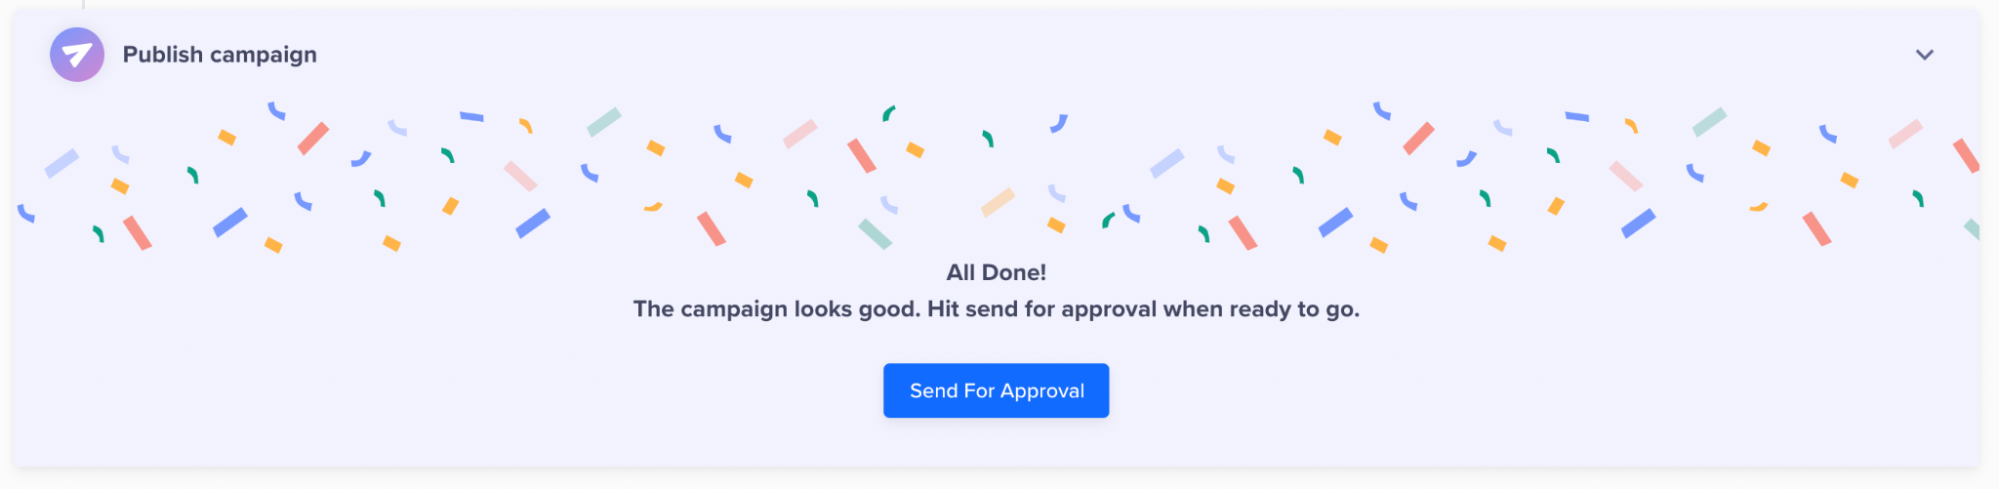 Publish campaign
All Done!
The campaign looks good. Hit send for approval when ready to go.
Send For Approval